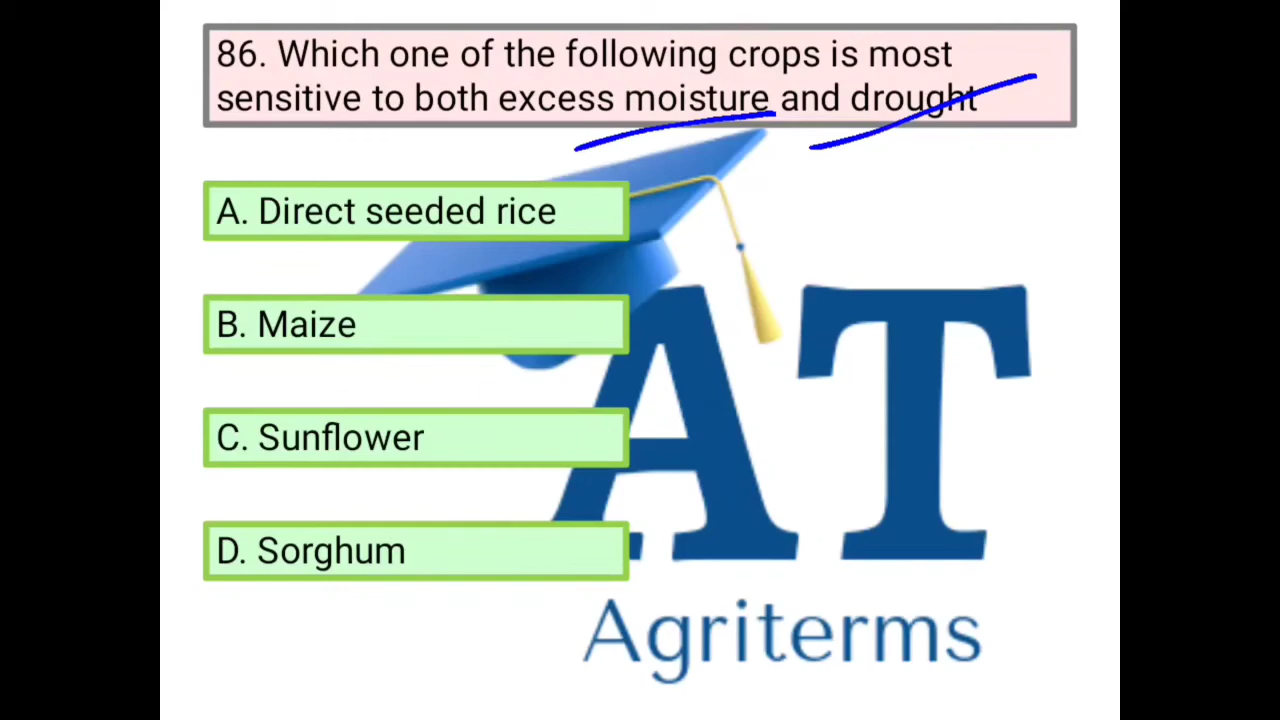 86. Which one of the following crops is most
sensitive to both excess moisture and drought
A. Direct seeded rice
B. Maize
C. Sunflower
D. Sorghum
AT
Agriterms